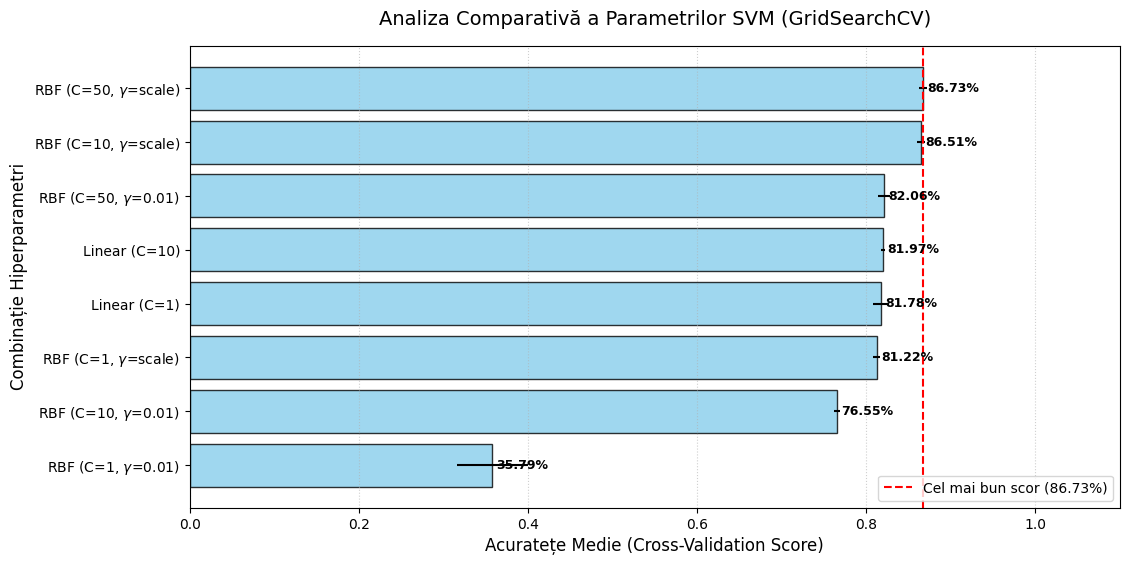 Analiza Comparativă a Parametrilor SVM (GridSearchCV)
Combinație Hiperparametri
RBF (C=50, γ=scale)
86.73%
RBF (C=10, γ=scale)
86.51%
RBF (C=50, γ=0.01)
82.06%
Linear (C=10)
81.97%
Linear (C=1)
81.78%
RBF (C=1, γ=scale)
81.22%
RBF (C=10, γ=0.01)
76.55%
RBF (C=1, γ=0.01)
35.79%
Cel mai bun scor (86.73%)
0.0 0.2 0.4 0.6 0.8 1.0
Acuratețe Medie (Cross-Validation Score)